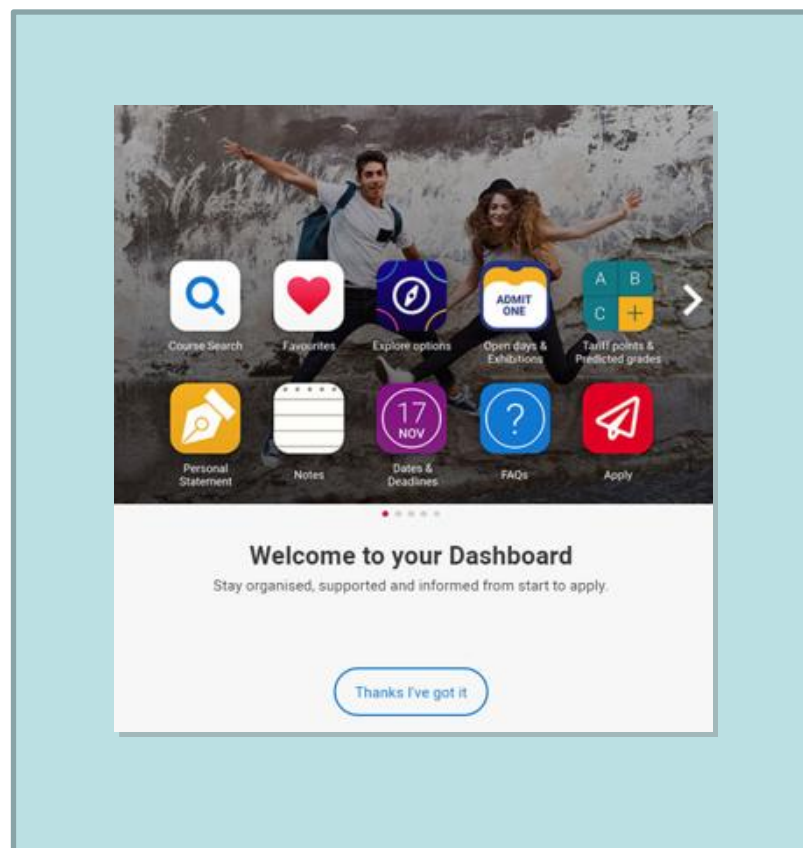 ADMIT
ONE
A B
C +
Course Search Favourites Explore options Open days &
Exhibitions Tariff points &
Predicted grades
17
NOV
?
Personal
Statement Notes Dates &
Deadlines FAQs Apply
Welcome to your Dashboard
Stay organised, supported and informed from start to apply.
Thanks I've got it